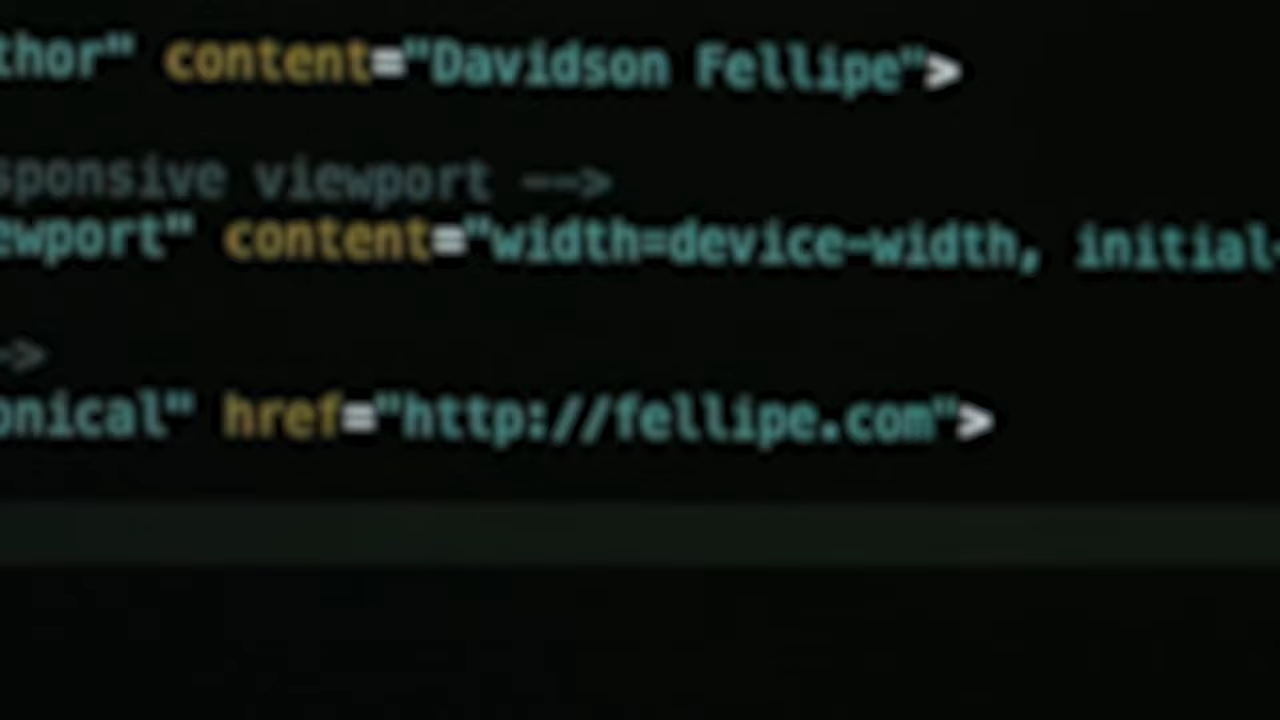 thor" content="Davidson Fellipe">
sponsive viewport -->
ewport" content="width=device-width, initial-
->
onical" href="http://fellipe.com">